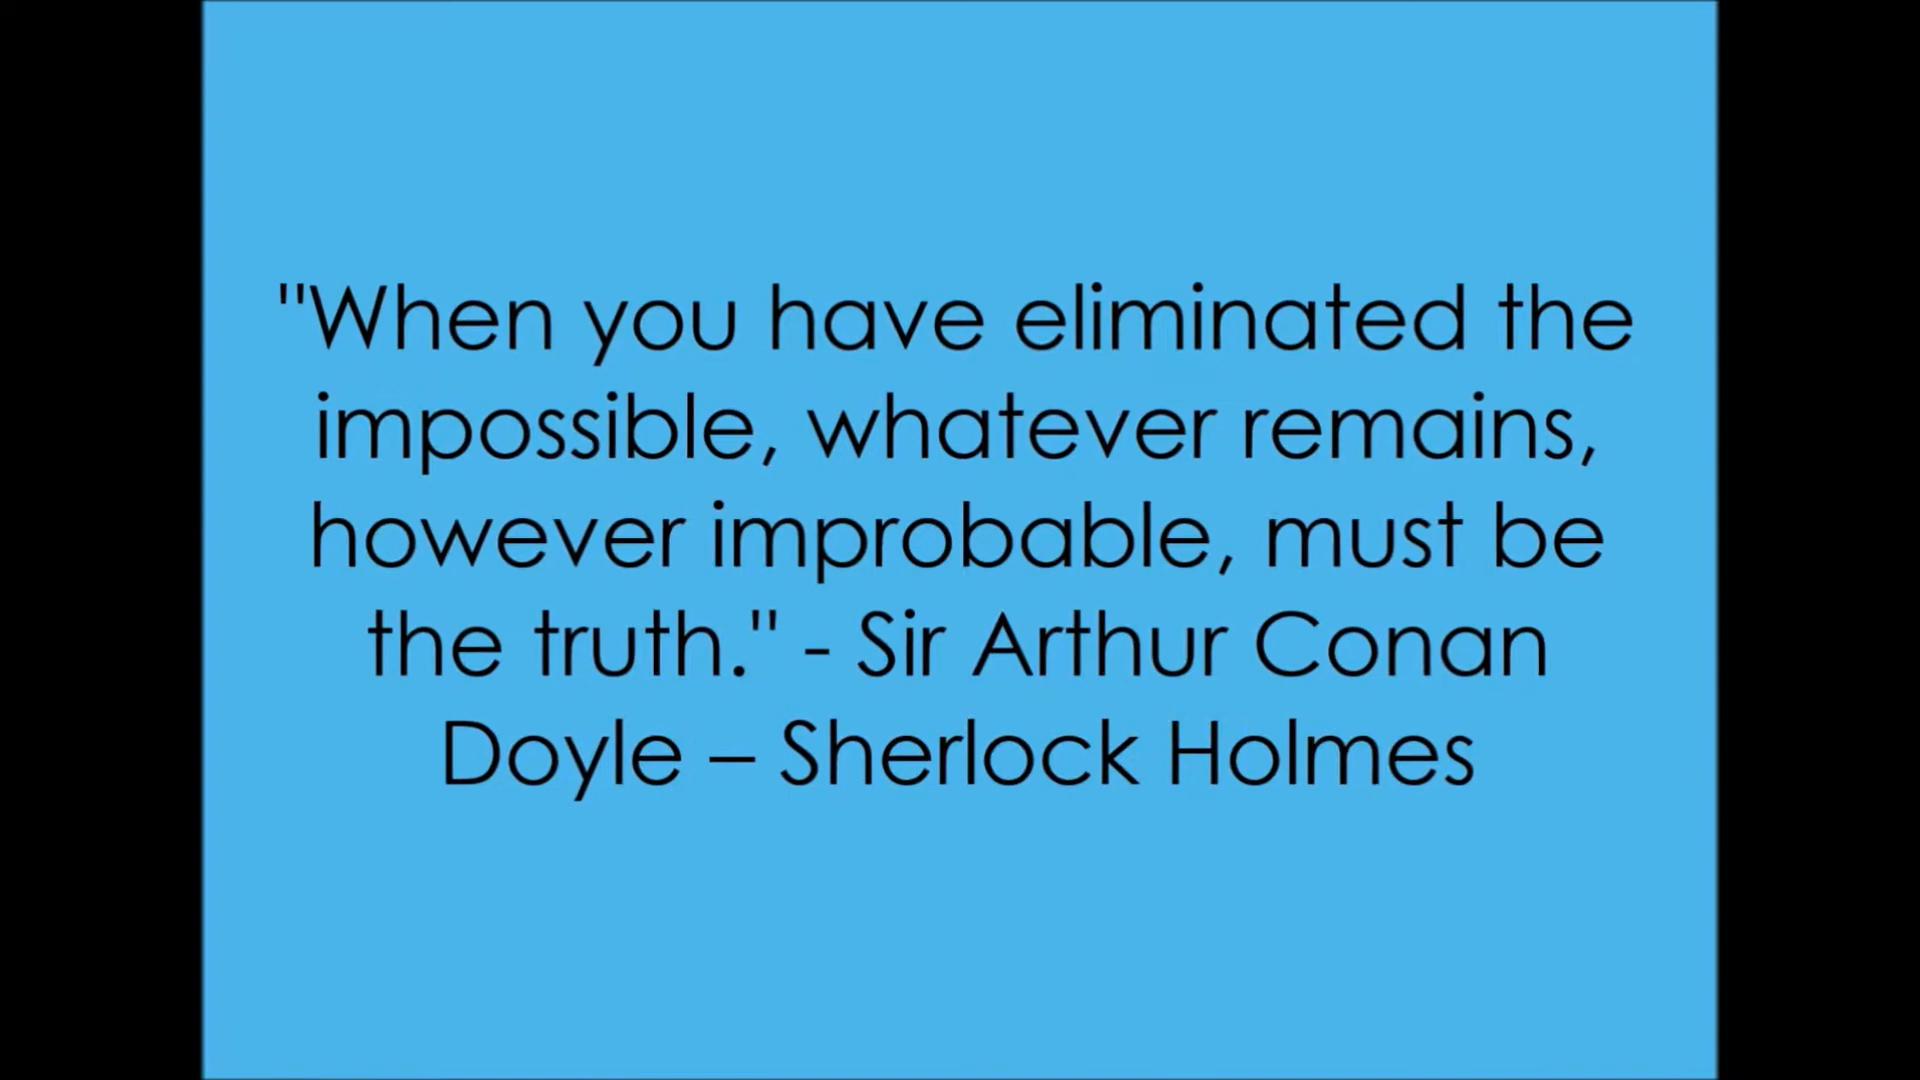 "When you have eliminated the
impossible, whatever remains,
however improbable, must be
the truth." - Sir Arthur Conan
Doyle – Sherlock Holmes